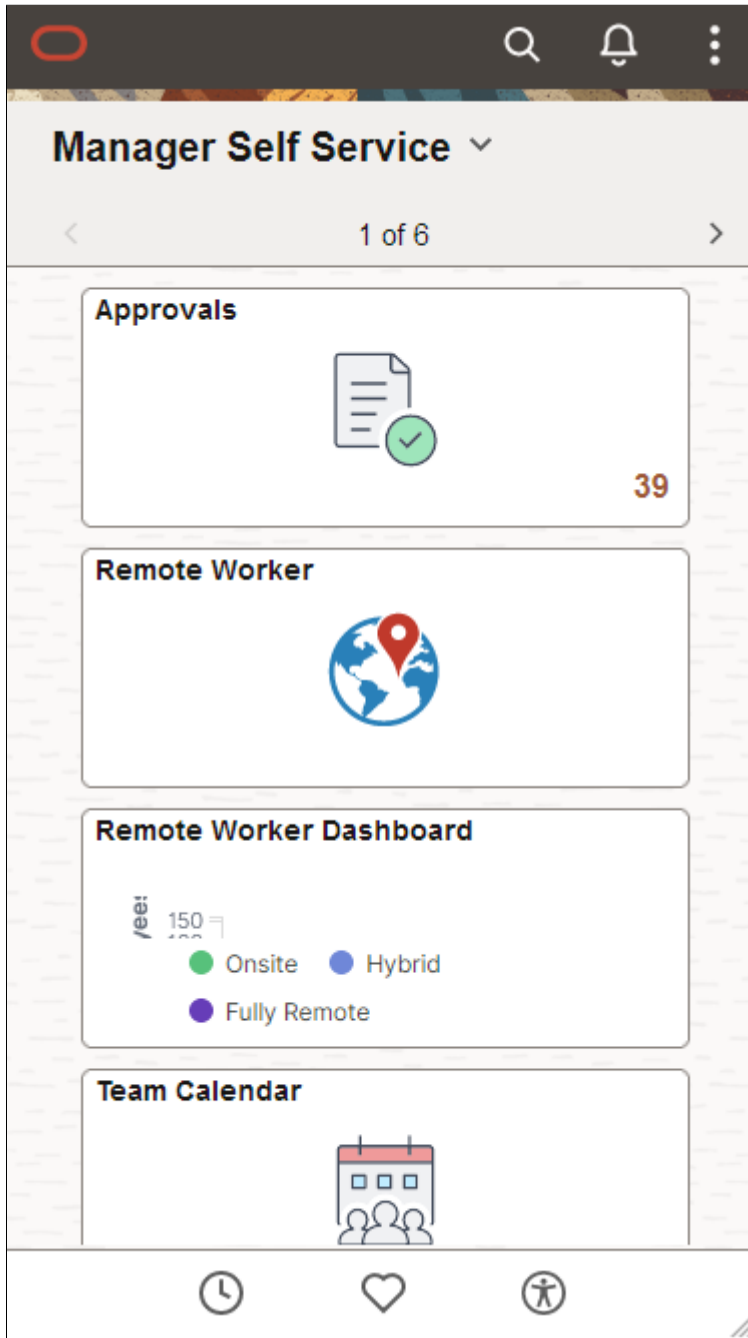 Manager Self Service
1 of 6
Approvals
39
Remote Worker
Remote Worker Dashboard
150
Onsite
Hybrid
Fully Remote
Team Calendar